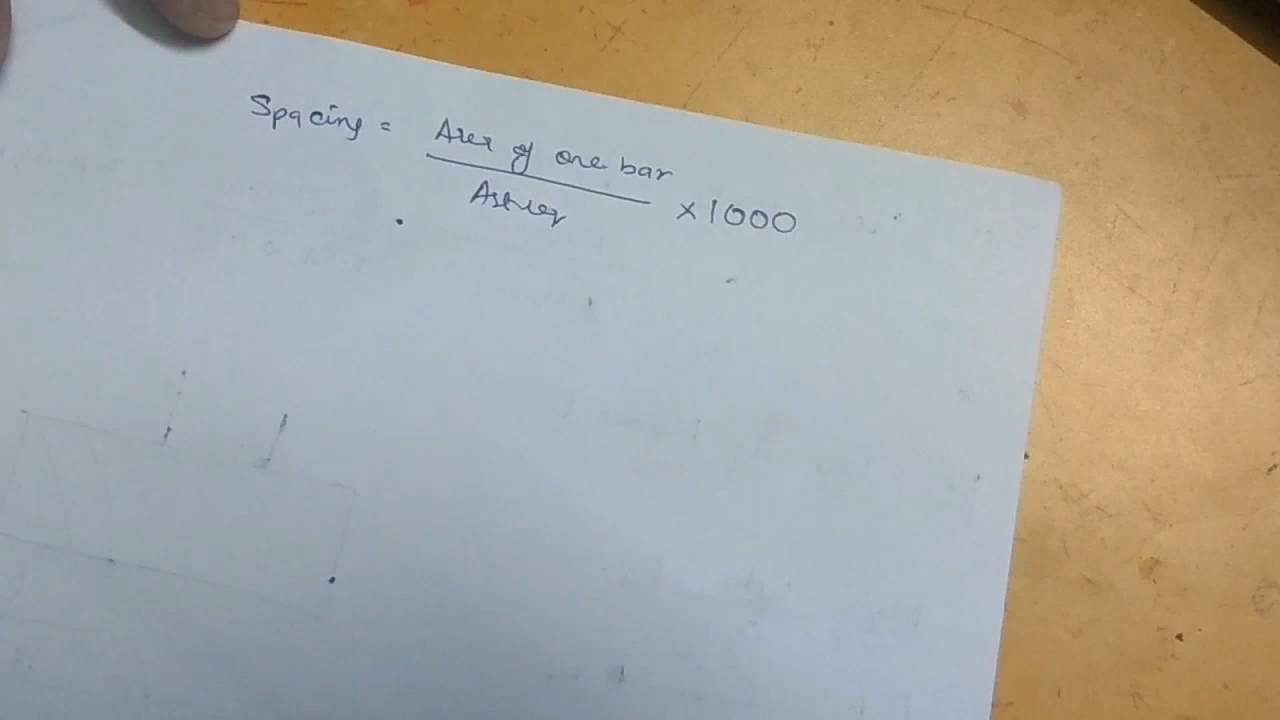 Spacing = Area of one bar
Astreq
×1000